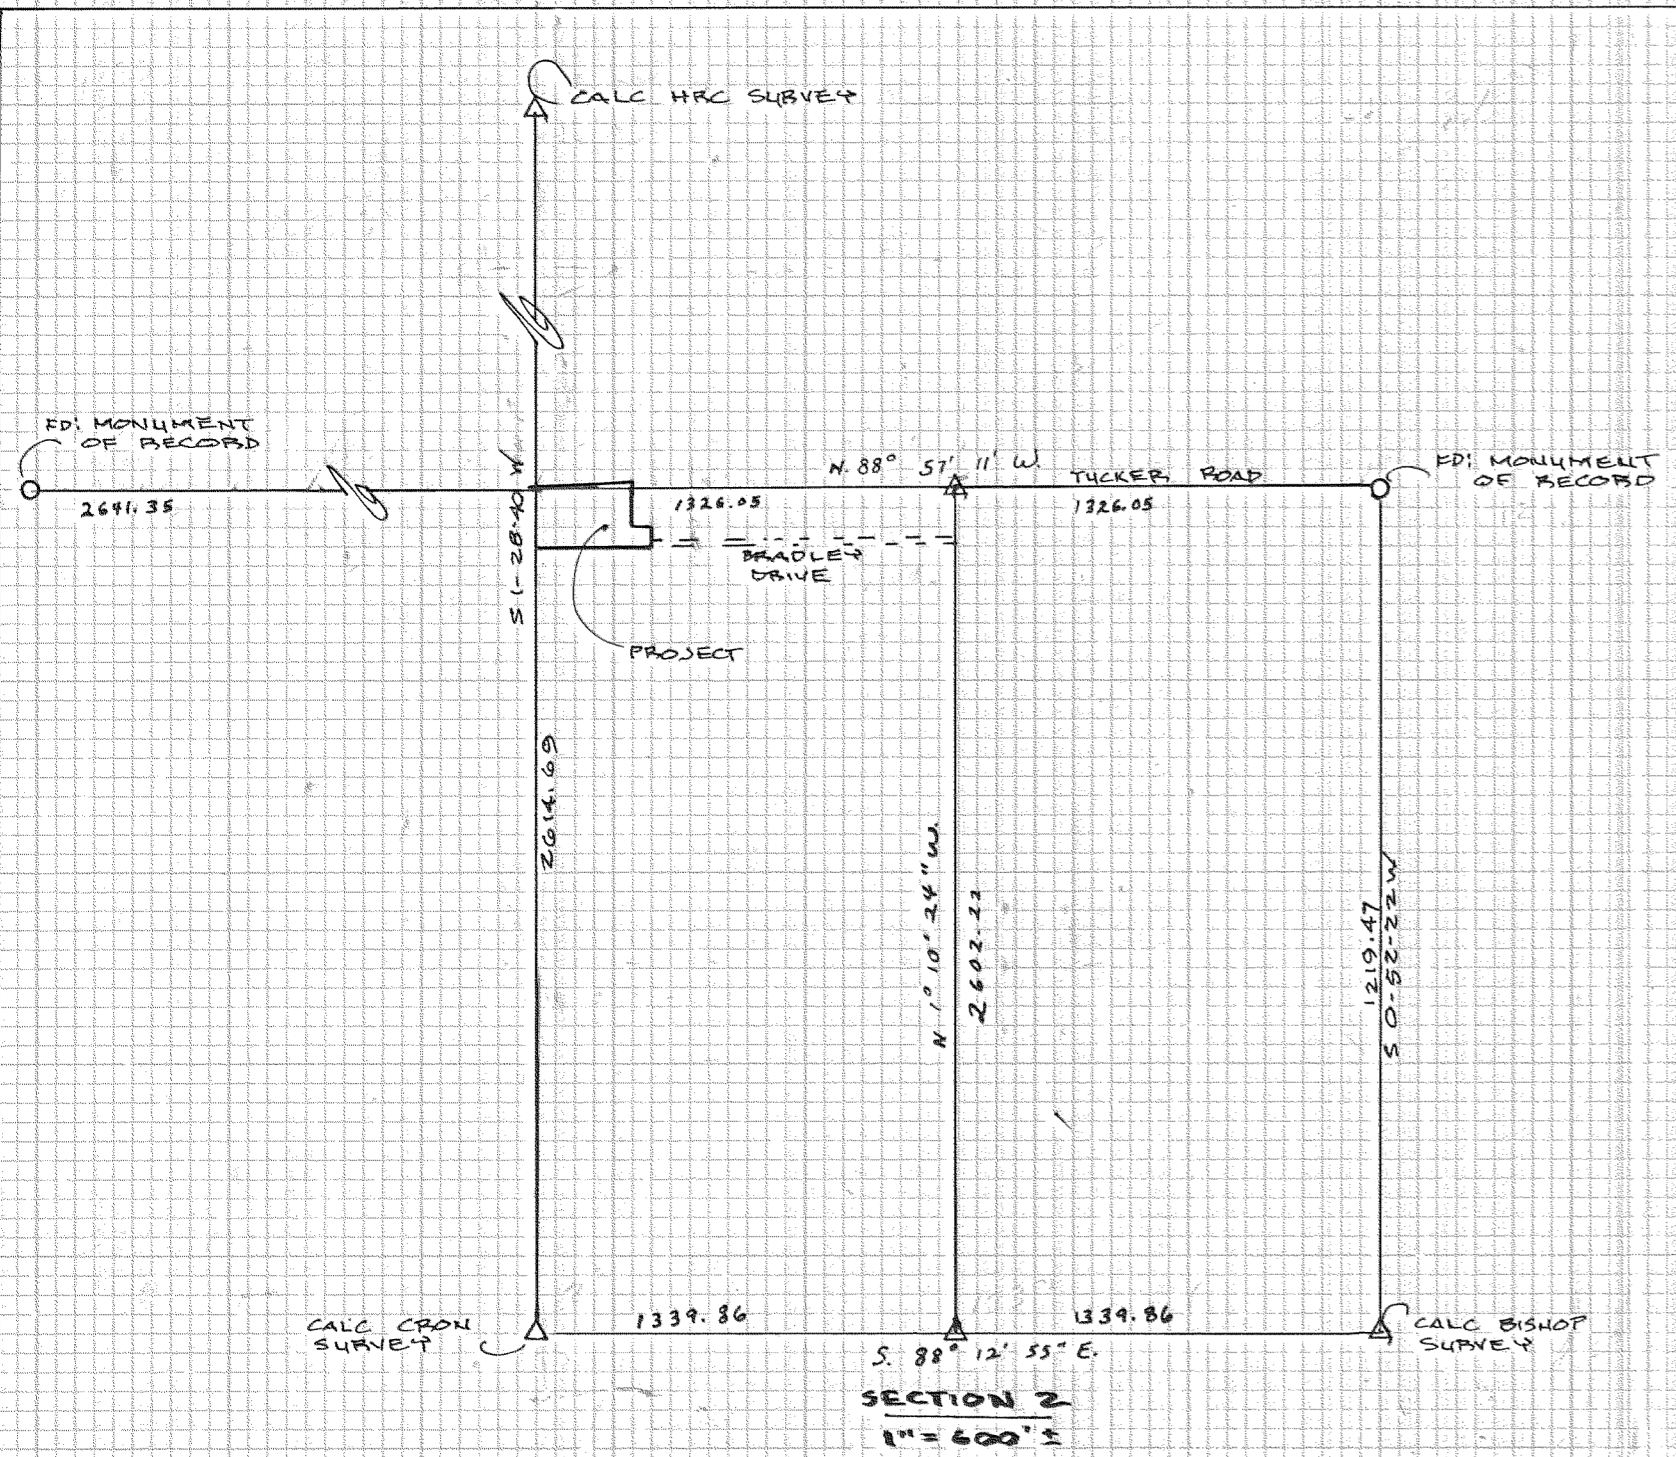 CALC HRC SURVEY
FD. MONUMENT
OF RECORD
2641.35
S 1-28-40 W
N. 88° 57' 11" W.
TUCKER ROAD
1326.05
1326.05
FD. MONUMENT
OF RECORD
BRADLEY
DRIVE
PROJECT
2614.69
N 1° 10' 24" W.
2602.22
1219.47
S 0-52-22 W
CALC CRON
SURVEY
1339.86
1339.86
S. 88° 12' 55" E.
CALC BISHOP
SURVEY
SECTION 2
1" = 600' ±